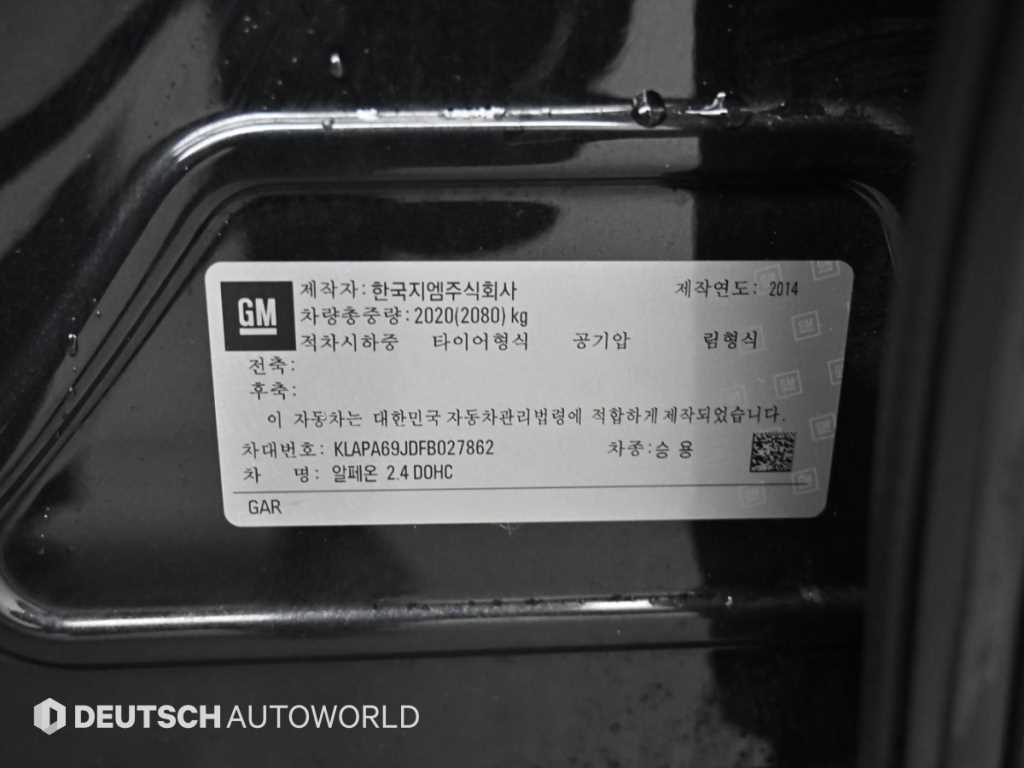 GM
제작자: 한국지엠주식회사 제작연도: 2014
차량총중량: 2020(2080) kg
적차시하중 타이어형식 공기압 림형식
전축:
후축:
이 자동차는 대한민국 자동차관리법령에 적합하게 제작되었습니다.
차대번호: KLAPA69JDFB027862 차종: 승 용
차 명: 알페온 2.4 DOHC
GAR
DEUTSCH AUTOWORLD